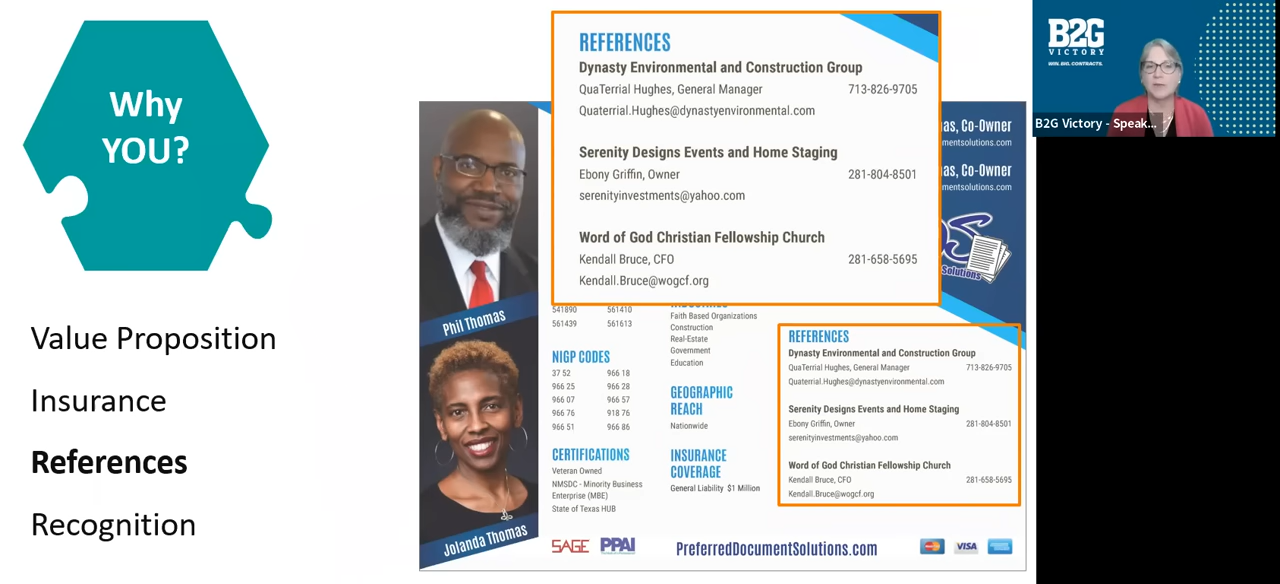 Why
YOU?
Value Proposition
Insurance
References
Recognition
REFERENCES
Dynasty Environmental and Construction Group
QuaTerrial Hughes, General Manager 713-826-9705
Quaterrial.Hughes@dynastyenvironmental.com
Serenity Designs Events and Home Staging
Ebony Griffin, Owner 281-804-8501
serenityinvestments@yahoo.com
Word of God Christian Fellowship Church
Kendall Bruce, CFO 281-658-5695
Kendall.Bruce@wogcf.org
as, Co-Owner
mentsolutions.com
as, Co-Owner
mentsolutions.com
S
Solutions
Phil Thomas
Jolanda Thomas
541890 561410
561439 561613
NIGP CODES
37 52 966 18
966 25 966 28
966 07 966 57
966 76 918 76
966 51 966 86
CERTIFICATIONS
Veteran Owned
NMSDC - Minority Business
Enterprise (MBE)
State of Texas HUB
Faith Based Organizations
Construction
Real-Estate
Government
Education
GEOGRAPHIC
REACH
Nationwide
INSURANCE
COVERAGE
General Liability $1 Million
REFERENCES
Dynasty Environmental and Construction Group
QuaTerrial Hughes, General Manager 713-826-9705
Quaterrial.Hughes@dynastyenvironmental.com
Serenity Designs Events and Home Staging
Ebony Griffin, Owner 281-804-8501
serenityinvestments@yahoo.com
Word of God Christian Fellowship Church
Kendall Bruce, CFO 281-658-5695
Kendall.Bruce@wogcf.org
SAGE PPAI PreferredDocumentSolutions.com VISA
B2G
VICTORY
WIN. BIG. CONTRACTS.
B2G Victory - Speak...